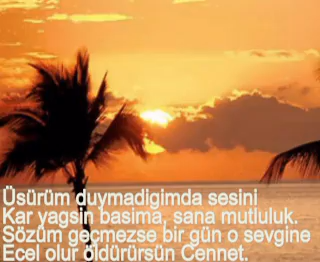 Üsürüm duymadigimda sesini
Kar yagsin basima, sana mutluluk.
Sözüm geçmezse bir gün o sevgine
Ecel olur öldürürsün Cennet.